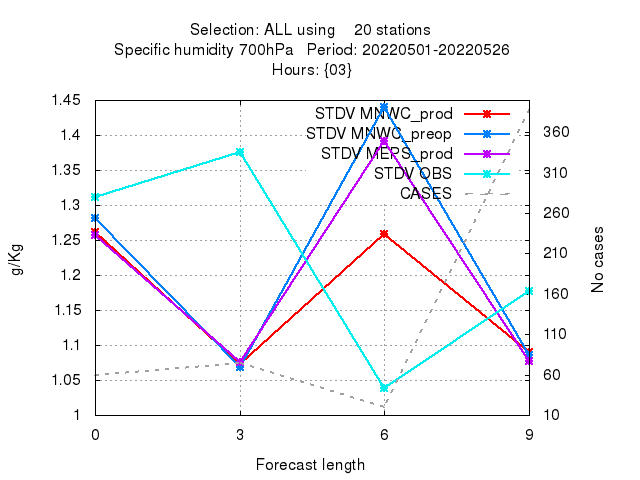 Selection: ALL using    20 stations
Specific humidity 700hPa   Period: 20220501-20220526
Hours: {03}
1.45
1.4
1.35
1.3
1.25
1.2
1.15
1.1
1.05
1
g/Kg
STDV MNWC_prod
STDV MNWC_preop
STDV MEPS_prod
STDV OBS
CASES
360
310
260
210
160
110
60
10
No cases
0 3 6 9
Forecast length